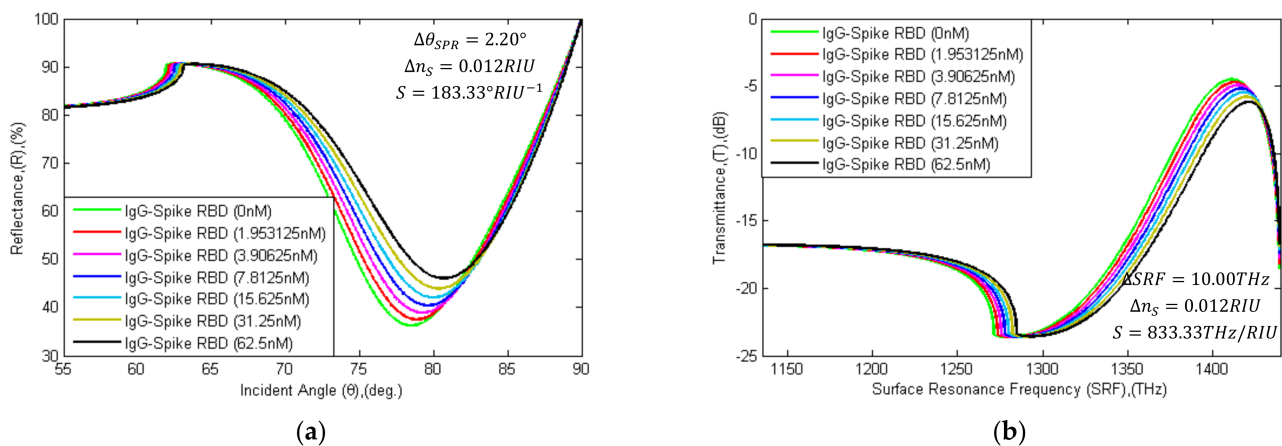 100
90
80
70
60
50
40
30
Reflectance,(R),(%)
Δθ_SPR = 2.20°
Δn_S = 0.012RIU
S = 183.33°RIU⁻¹
IgG-Spike RBD (0nM)
IgG-Spike RBD (1.953125nM)
IgG-Spike RBD (3.90625nM)
IgG-Spike RBD (7.8125nM)
IgG-Spike RBD (15.625nM)
IgG-Spike RBD (31.25nM)
IgG-Spike RBD (62.5nM)
55 60 65 70 75 80 85 90
Incident Angle (θ),(deg.)
(a)
0
-5
-10
-15
-20
-25
Transmittance,(T),(dB)
IgG-Spike RBD (0nM)
IgG-Spike RBD (1.953125nM)
IgG-Spike RBD (3.90625nM)
IgG-Spike RBD (7.8125nM)
IgG-Spike RBD (15.625nM)
IgG-Spike RBD (31.25nM)
IgG-Spike RBD (62.5nM)
ΔSRF = 10.00THz
Δn_S = 0.012RIU
S = 833.33THz/RIU
1150 1200 1250 1300 1350 1400
Surface Resonance Frequency (SRF),(THz)
(b)